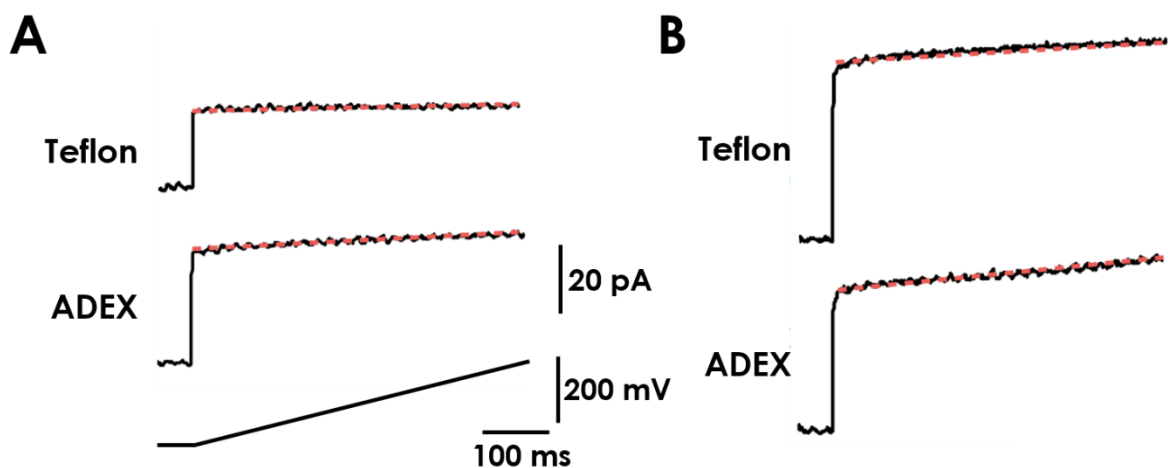 A
Teflon
ADEX
20 pA
200 mV
100 ms
B
Teflon
ADEX